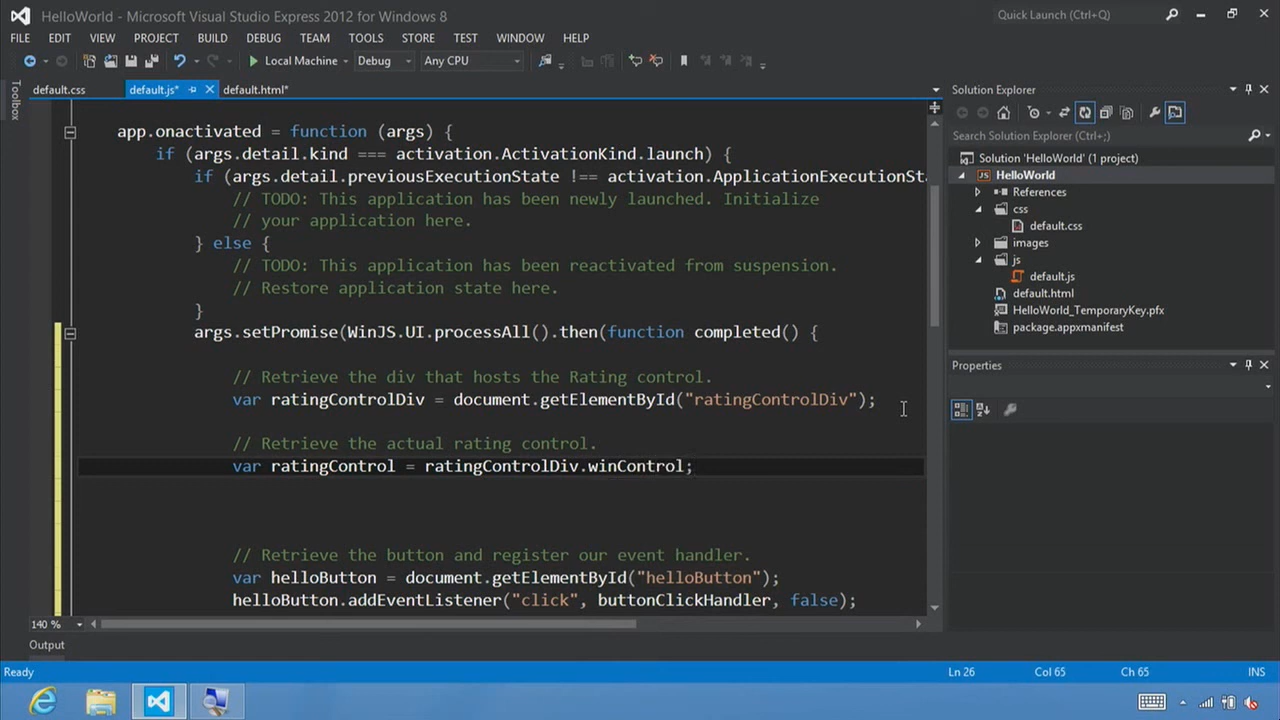 HelloWorld - Microsoft Visual Studio Express 2012 for Windows 8
Quick Launch (Ctrl+Q)
FILE EDIT VIEW PROJECT BUILD DEBUG TEAM TOOLS STORE TEST WINDOW HELP
Local Machine Debug Any CPU
Toolbox
default.css default.js* default.html*
app.onactivated = function (args) {
if (args.detail.kind === activation.ActivationKind.launch) {
if (args.detail.previousExecutionState !== activation.ApplicationExecutionSta
// TODO: This application has been newly launched. Initialize
// your application here.
} else {
// TODO: This application has been reactivated from suspension.
// Restore application state here.
}
args.setPromise(WinJS.UI.processAll().then(function completed() {
// Retrieve the div that hosts the Rating control.
var ratingControlDiv = document.getElementById("ratingControlDiv");
// Retrieve the actual rating control.
var ratingControl = ratingControlDiv.winControl;
// Retrieve the button and register our event handler.
var helloButton = document.getElementById("helloButton");
helloButton.addEventListener("click", buttonClickHandler, false);
140 %
Output
Solution Explorer
Search Solution Explorer (Ctrl+;)
Solution 'HelloWorld' (1 project)
JS HelloWorld
References
css
default.css
images
js
default.js
default.html
HelloWorld_TemporaryKey.pfx
package.appxmanifest
Properties
Ready Ln 26 Col 65 Ch 65 INS